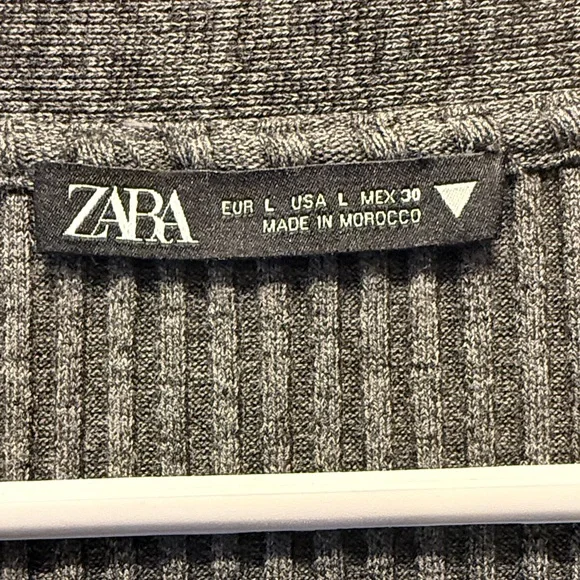 ZARA
EUR L USA L MEX 30
MADE IN MOROCCO